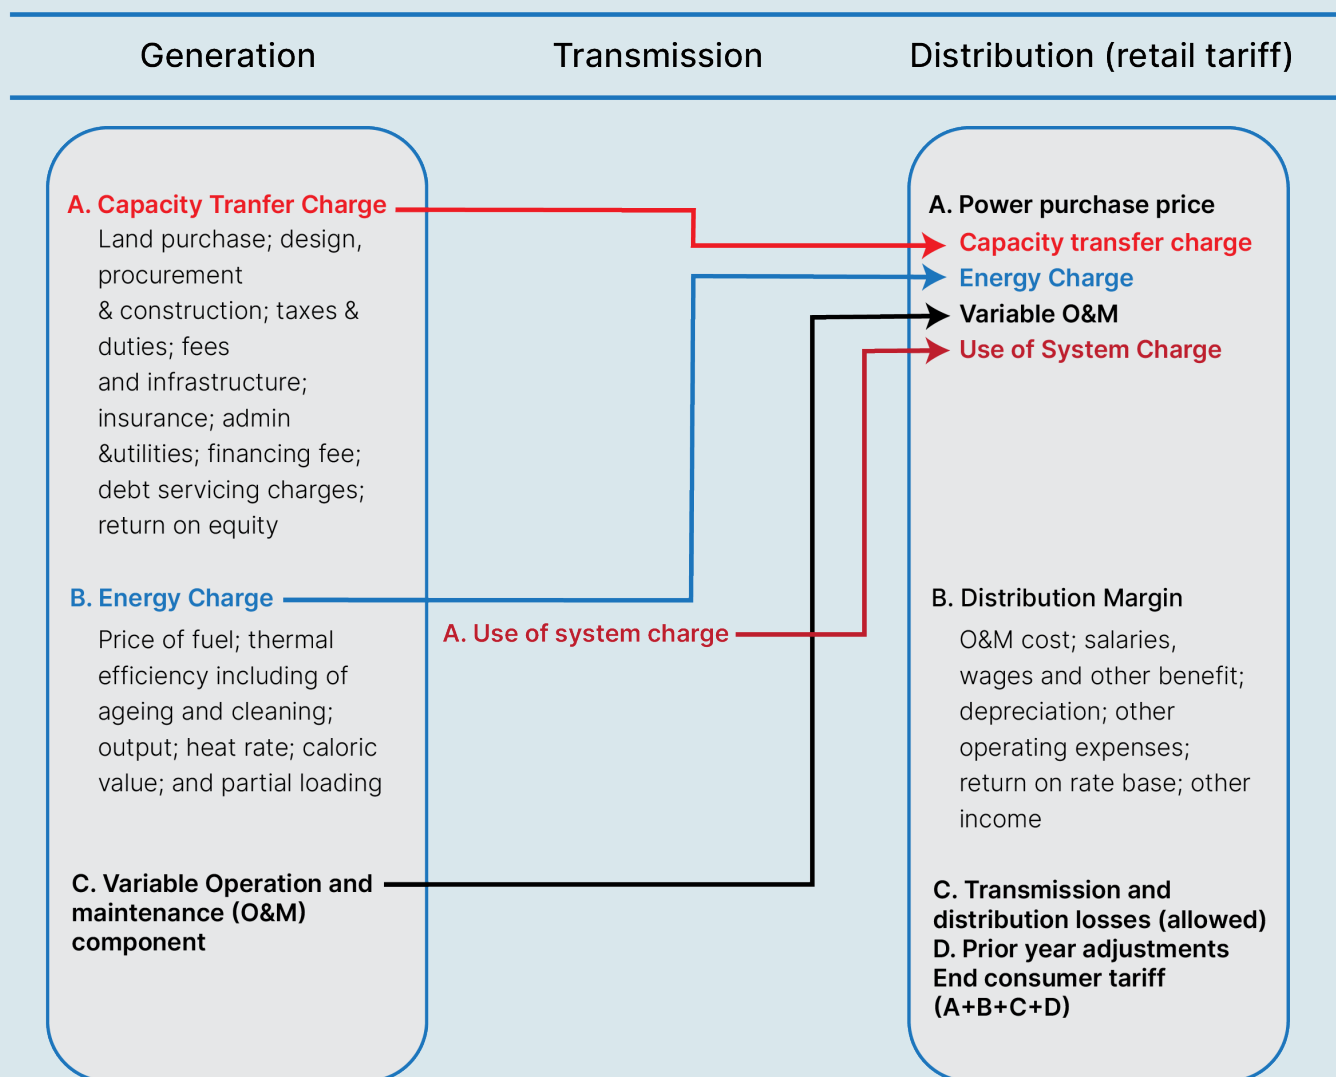 Generation
Transmission
Distribution (retail tariff)
A. Capacity Tranfer Charge
Land purchase; design,
procurement
& construction; taxes &
duties; fees
and infrastructure;
insurance; admin
&utilities; financing fee;
debt servicing charges;
return on equity
B. Energy Charge
Price of fuel; thermal
efficiency including of
ageing and cleaning;
output; heat rate; caloric
value; and partial loading
C. Variable Operation and
maintenance (O&M)
component
A. Use of system charge
A. Power purchase price
Capacity transfer charge
Energy Charge
Variable O&M
Use of System Charge
B. Distribution Margin
O&M cost; salaries,
wages and other benefit;
depreciation; other
operating expenses;
return on rate base; other
income
C. Transmission and
distribution losses (allowed)
D. Prior year adjustments
End consumer tariff
(A+B+C+D)